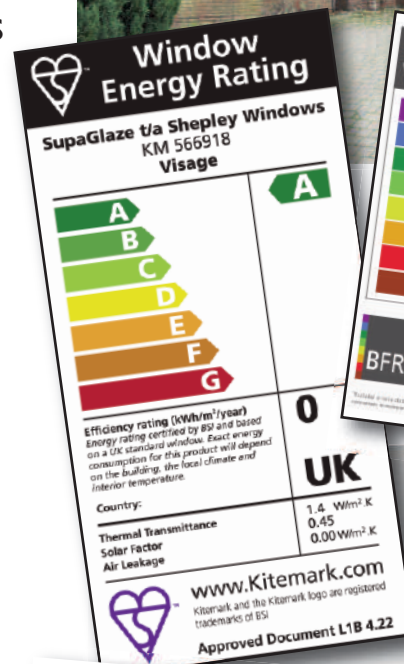 s
Window
Energy Rating
SupaGlaze t/a Shepley Windows
KM 566918
Visage
A
A
B
C
D
E
F
G
Efficiency rating (kWh/m²/year)
Energy rating certified by BSI and based
on a UK standard window. Exact energy
consumption for this product will depend
on the building, the local climate and
interior temperature.
0
Country:
UK
Thermal Transmittance 1.4 W/m².K
Solar Factor 0.45
Air Leakage 0.00 W/m².K
www.Kitemark.com
Kitemark and the Kitemark logo are registered
trademarks of BSI
Approved Document L1B 4.22
BFR